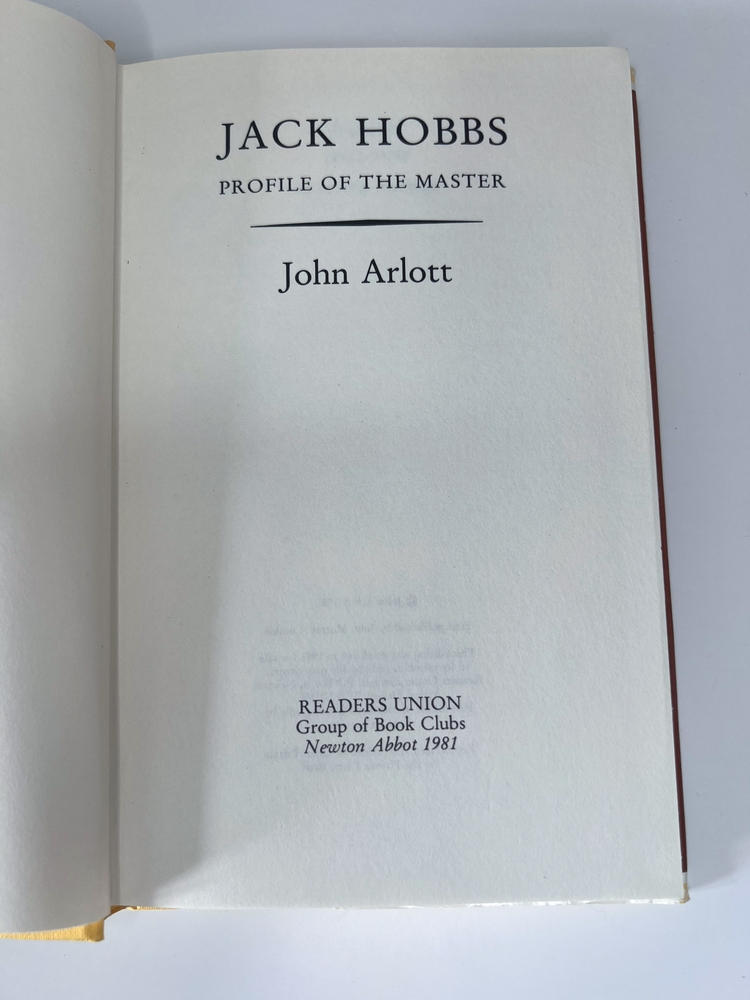 JACK HOBBS
PROFILE OF THE MASTER
John Arlott
READERS UNION
Group of Book Clubs
Newton Abbot 1981